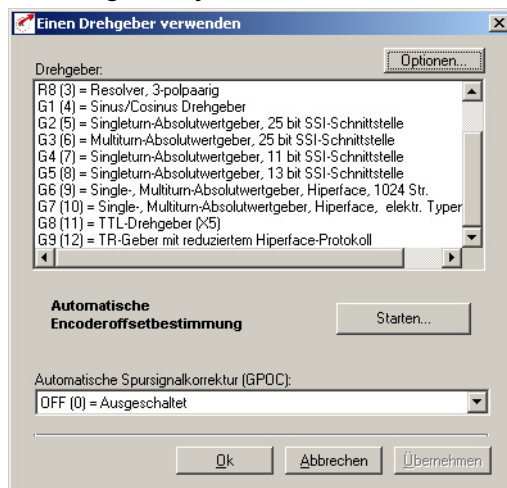 Einen Drehgeber verwenden
Optionen...
Drehgeber:
R8 (3) = Resolver, 3-polpaarig
G1 (4) = Sinus/Cosinus Drehgeber
G2 (5) = Singleturn-Absolutwertgeber, 25 bit SSI-Schnittstelle
G3 (6) = Multiturn-Absolutwertgeber, 25 bit SSI-Schnittstelle
G4 (7) = Singleturn-Absolutwertgeber, 11 bit SSI-Schnittstelle
G5 (8) = Singleturn-Absolutwertgeber, 13 bit SSI-Schnittstelle
G6 (9) = Single-, Multiturn-Absolutwertgeber, Hiperface, 1024 Str.
G7 (10) = Single-, Multiturn-Absolutwertgeber, Hiperface, elektr. Typer
G8 (11) = TTL-Drehgeber (X5)
G9 (12) = TR-Geber mit reduziertem Hiperface-Protokoll
Automatische
Encoderoffsetbestimmung
Starten...
Automatische Spursignalkorrektur (GPOC):
OFF (0) = Ausgeschaltet
Ok
Abbrechen
Übernehmen